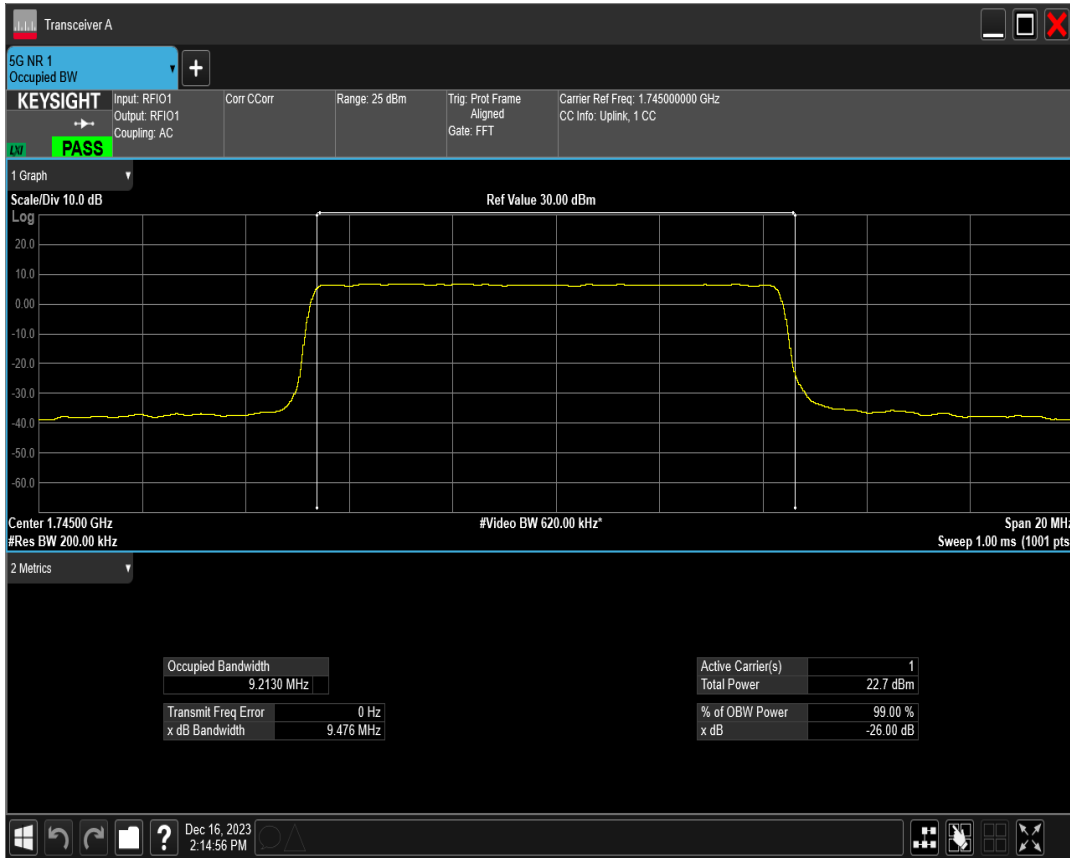 Transceiver A
5G NR 1
Occupied BW
KEYSIGHT
LXI
PASS
Input: RFIO1
Output: RFIO1
Coupling: AC
Corr CCorr
Range: 25 dBm
Trig: Prot Frame
Aligned
Gate: FFT
Carrier Ref Freq: 1.745000000 GHz
CC Info: Uplink, 1 CC
1 Graph
Scale/Div 10.0 dB
Ref Value 30.00 dBm
Log
20.0
10.0
0.00
-10.0
-20.0
-30.0
-40.0
-50.0
-60.0
Center 1.74500 GHz
#Video BW 620.00 kHz*
Span 20 MHz
#Res BW 200.00 kHz
Sweep 1.00 ms (1001 pts
2 Metrics
Occupied Bandwidth
9.2130 MHz
Transmit Freq Error 0 Hz
x dB Bandwidth 9.476 MHz
Active Carrier(s) 1
Total Power 22.7 dBm
% of OBW Power 99.00 %
x dB -26.00 dB
?
Dec 16, 2023
2:14:56 PM